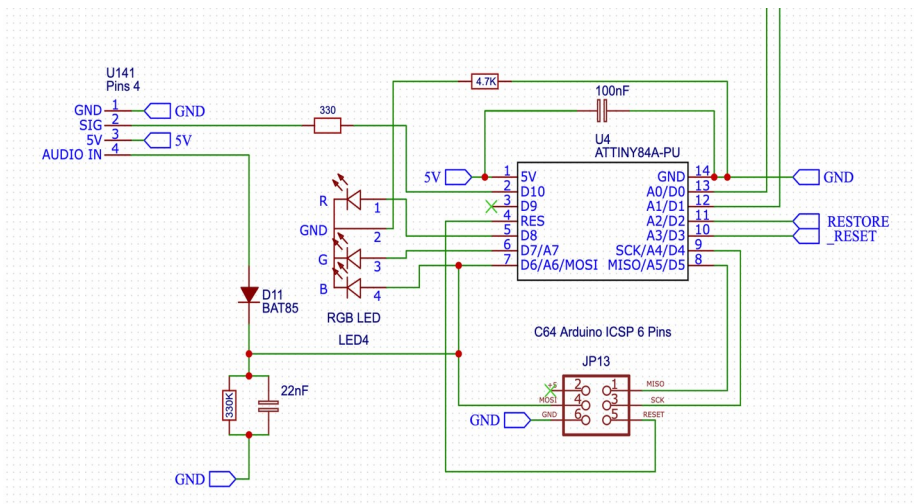 U141
Pins 4
GND 1 GND
SIG 2
5V 3 5V
AUDIO IN 4
330
4.7K
100nF
U4
ATTINY84A-PU
5V 1 5V GND 14 GND
2 D10 A0/D0 13
3 D9 A1/D1 12
4 RES A2/D2 11 RESTORE
5 D8 A3/D3 10 _RESET
6 D7/A7 SCK/A4/D4 9
7 D6/A6/MOSI MISO/A5/D5 8
R 1
GND 2
G 3
B 4
RGB LED
LED4
D11
BAT85
330K
22nF
GND
C64 Arduino ICSP 6 Pins
JP13
+5 2 1 MISO
MOSI 4 3 SCK
GND GND 6 5 RESET